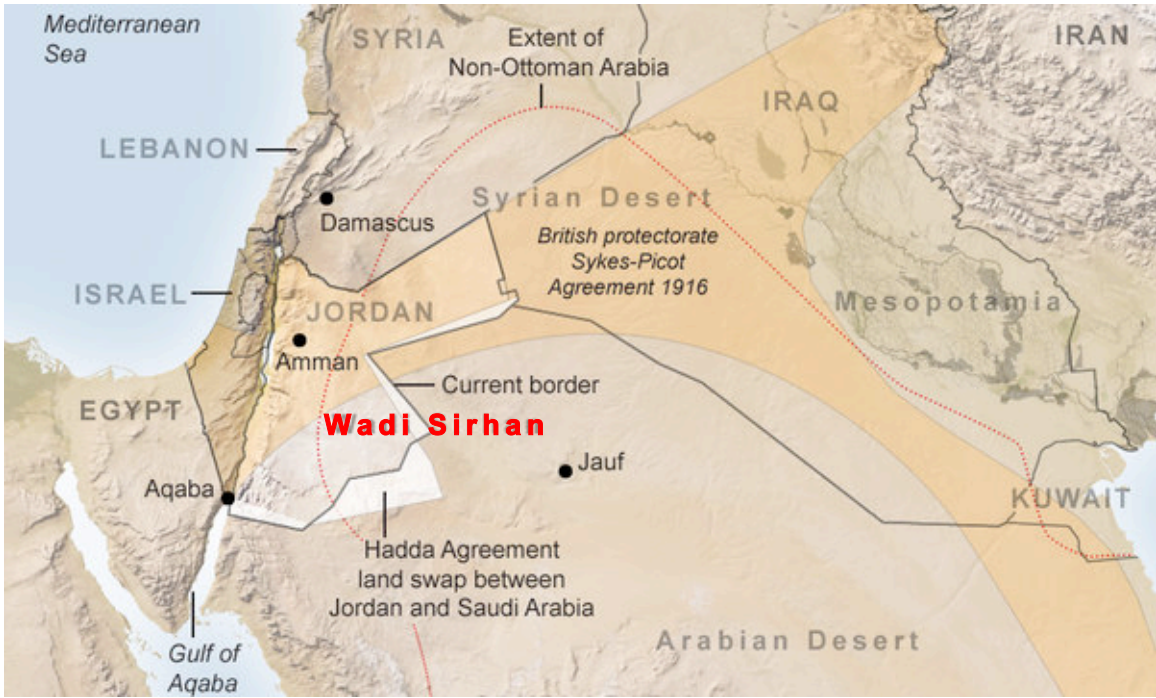 Mediterranean
Sea
SYRIA
Extent of
Non-Ottoman Arabia
IRAN
IRAQ
LEBANON
Syrian Desert
Damascus
British protectorate
Sykes-Picot
Agreement 1916
ISRAEL
Mesopotamia
JORDAN
Amman
Current border
EGYPT
Wadi Sirhan
Jauf
Aqaba
KUWAIT
Hadda Agreement
land swap between
Jordan and Saudi Arabia
Arabian Desert
Gulf of
Aqaba